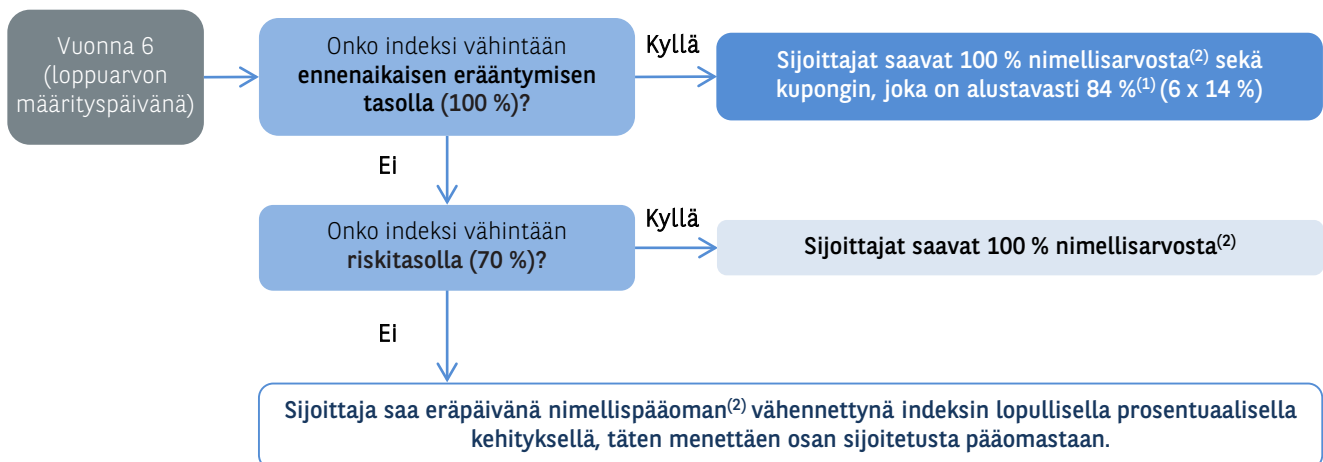 Vuonna 6
(loppuarvon
määrityspäivänä)
Onko indeksi vähintään
ennenaikaisen erääntymisen
tasolla (100 %)?
Kyllä
Sijoittajat saavat 100 % nimellisarvosta(2) sekä
kupongin, joka on alustavasti 84 %(1) (6 x 14 %)
Ei
Onko indeksi vähintään
riskitasolla (70 %)?
Kyllä
Sijoittajat saavat 100 % nimellisarvosta(2)
Ei
Sijoittaja saa eräpäivänä nimellispääoman(2) vähennettynä indeksin lopullisella prosentuaalisella
kehityksellä, täten menettäen osan sijoitetusta pääomastaan.